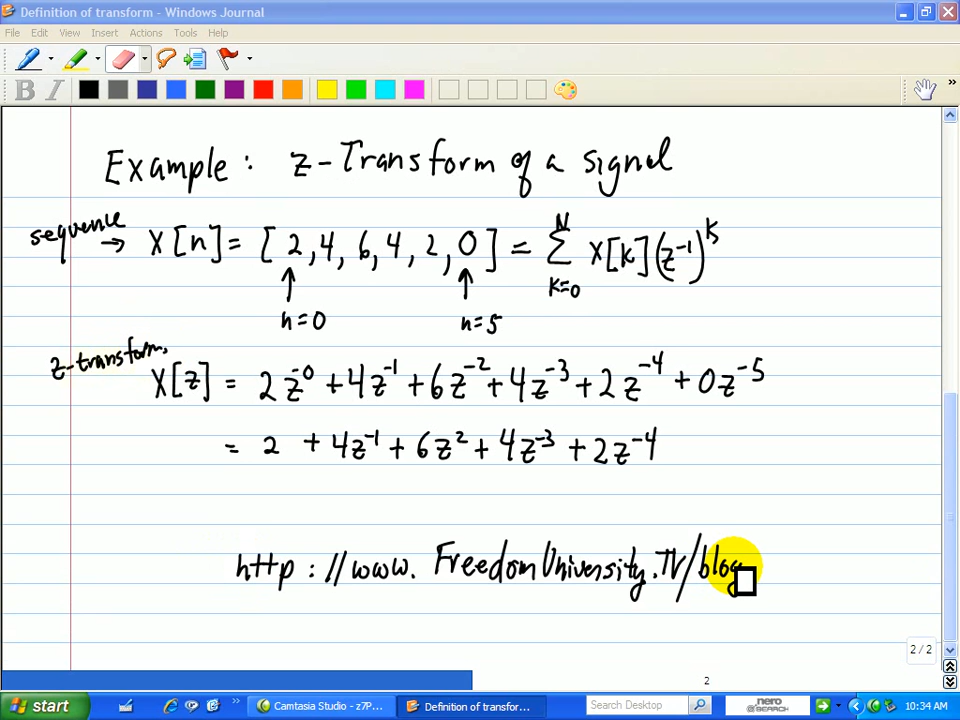 Definition of transform - Windows Journal
File Edit View Insert Actions Tools Help
B I
Example: z-Transform of a signal
sequence → X[n] = [2, 4, 6, 4, 2, 0] = ∑ X[k](z⁻¹)ᴷ
N
K=0
n=0 n=5
z-transform,
X[z] = 2z⁻⁰ + 4z⁻¹ + 6z⁻² + 4z⁻³ + 2z⁻⁴ + 0z⁻⁵
= 2 + 4z⁻¹ + 6z² + 4z⁻³ + 2z⁻⁴
http://www.FreedomUniversity.TV/blog
2/2
2
start Camtasia Studio - z7P... Definition of transfor... Search Desktop nero @SEARCH 10:34 AM